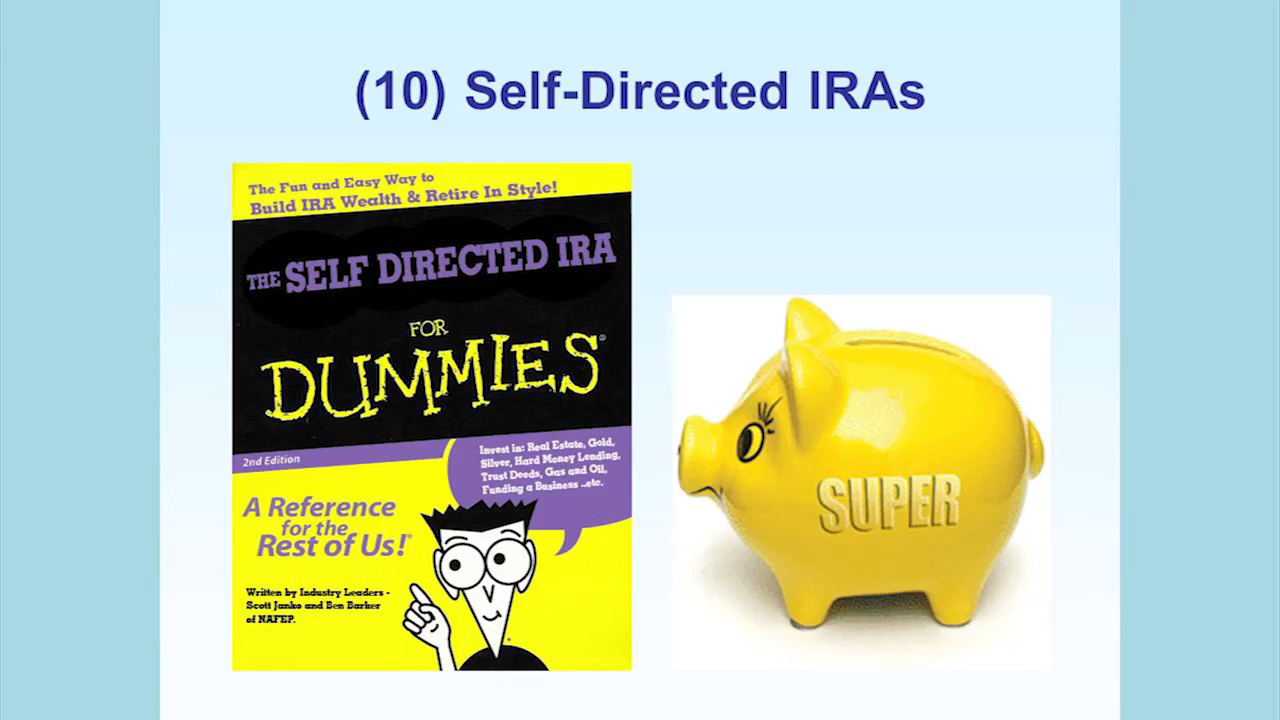 (10) Self-Directed IRAs
The Fun and Easy Way to
Build IRA Wealth & Retire In Style!
THE SELF DIRECTED IRA
FOR
DUMMIES®
2nd Edition
Invest in: Real Estate, Gold,
Silver, Hard Money Lending,
Trust Deeds, Gas and Oil,
Funding a Business ..etc.
A Reference
for the
Rest of Us!®
Written by Industry Leaders -
Scott Janko and Ben Barker
of NAFEP.
SUPER